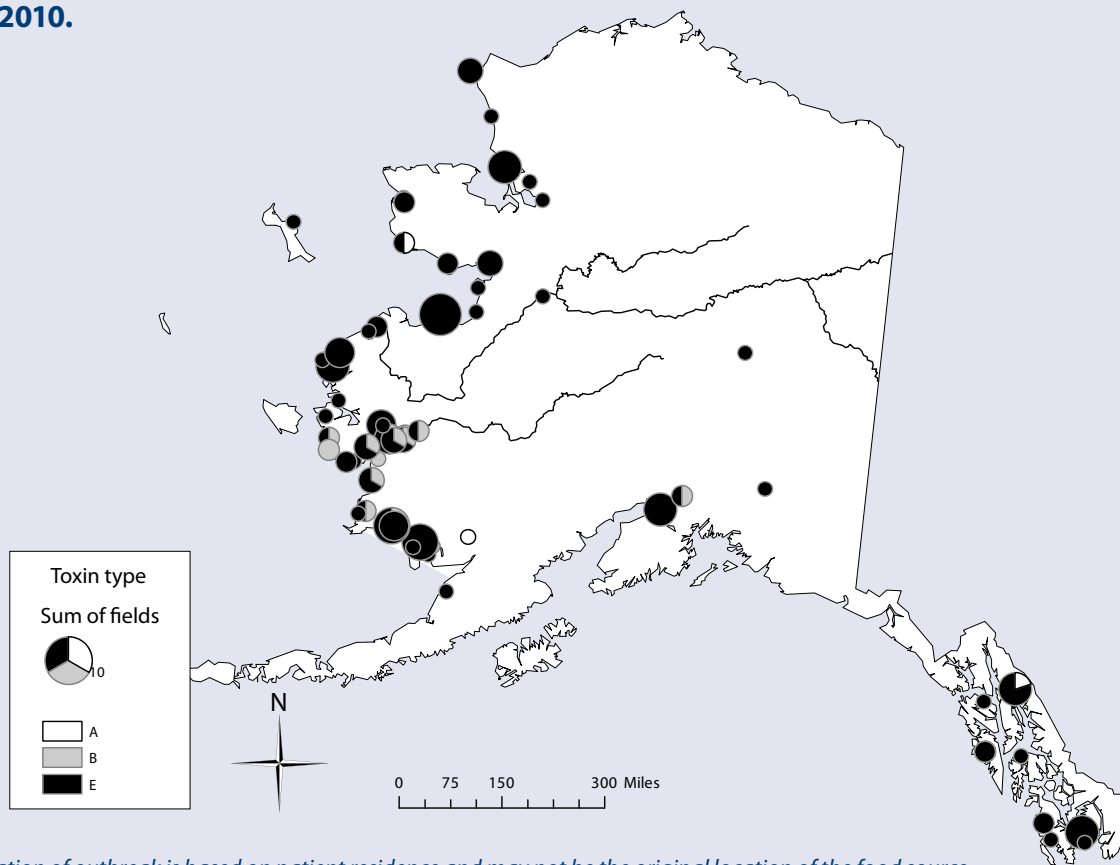 2010.
Toxin type
Sum of fields
10
A
B
E
N
0 75 150 300 Miles
of outbreak is based on patient residence and may not be the original location of the food source